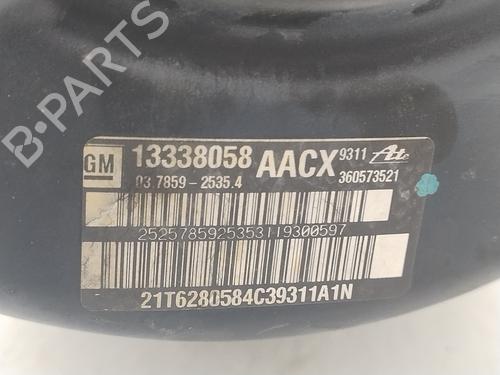 B-PARTS
GM 13338058 AACX 9311 Ate
03.7859-2535.4 360573521
2525785925353119300597
21T6280584C39311A1N